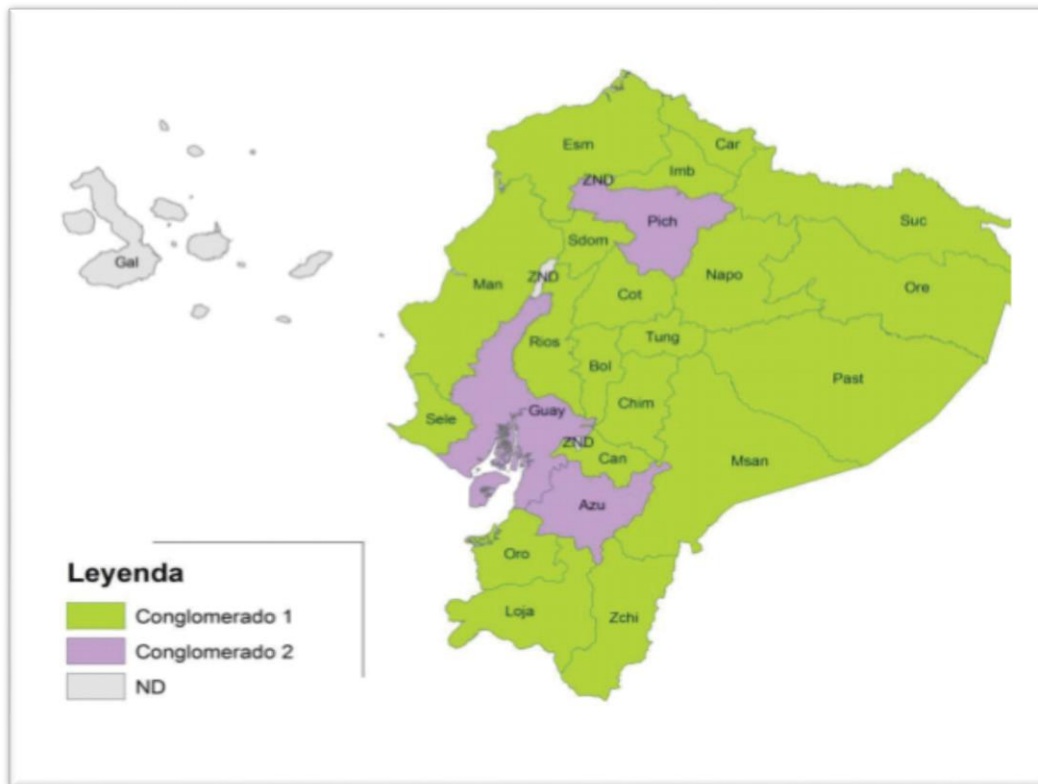 Esm
Car
Imb
ZND
Pich
Suc
Sdom
Gal
Napo
ZND
Man
Cot
Ore
Tung
Rios
Bol
Past
Chim
Guay
Sele
ZND
Can
Msan
Azu
Oro
Loja
Zchi
Leyenda
Conglomerado 1
Conglomerado 2
ND